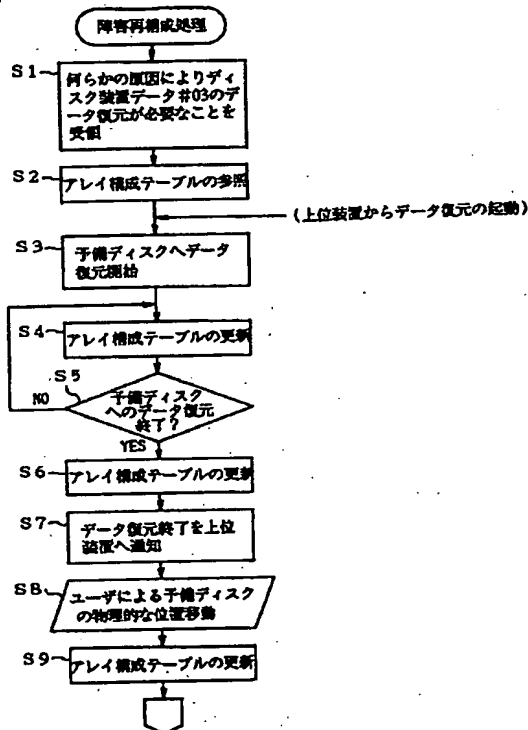 障害再構成処理
S1
何らかの原因によりディ
スク装置データ#03のデ
ータ復元が必要なことを
受領
S2
アレイ構成テーブルの参照
(上位装置からデータ復元の起動)
S3
予備ディスクへデータ
復元開始
S4
アレイ構成テーブルの更新
S5
予備ディスク
へのデータ復元
終了?
NO
YES
S6
アレイ構成テーブルの更新
S7
データ復元終了を上位
装置へ通知
S8
ユーザによる予備ディスク
の物理的な位置移動
S9
アレイ構成テーブルの更新